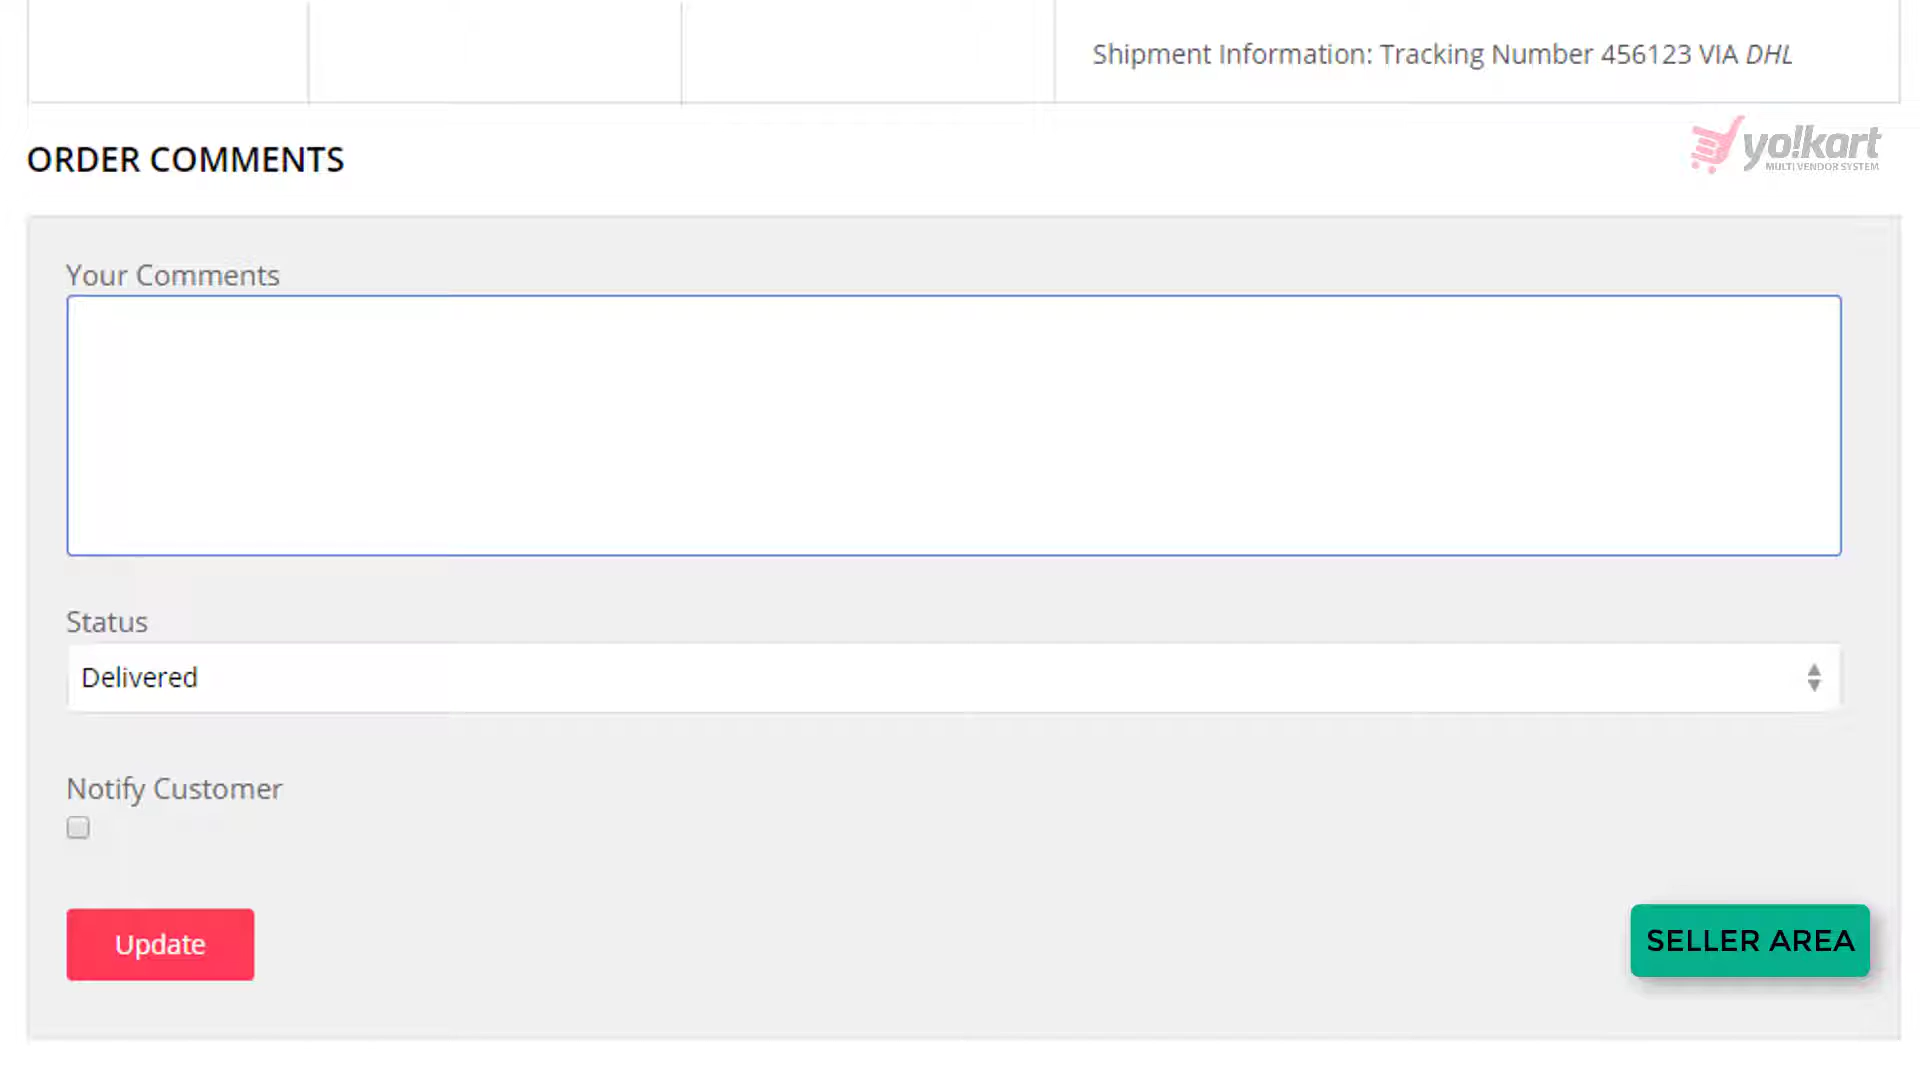 Shipment Information: Tracking Number 456123 VIA DHL
ORDER COMMENTS
yo!kart
MULTI VENDOR SYSTEM
Your Comments
Status
Delivered
Notify Customer
Update
SELLER AREA